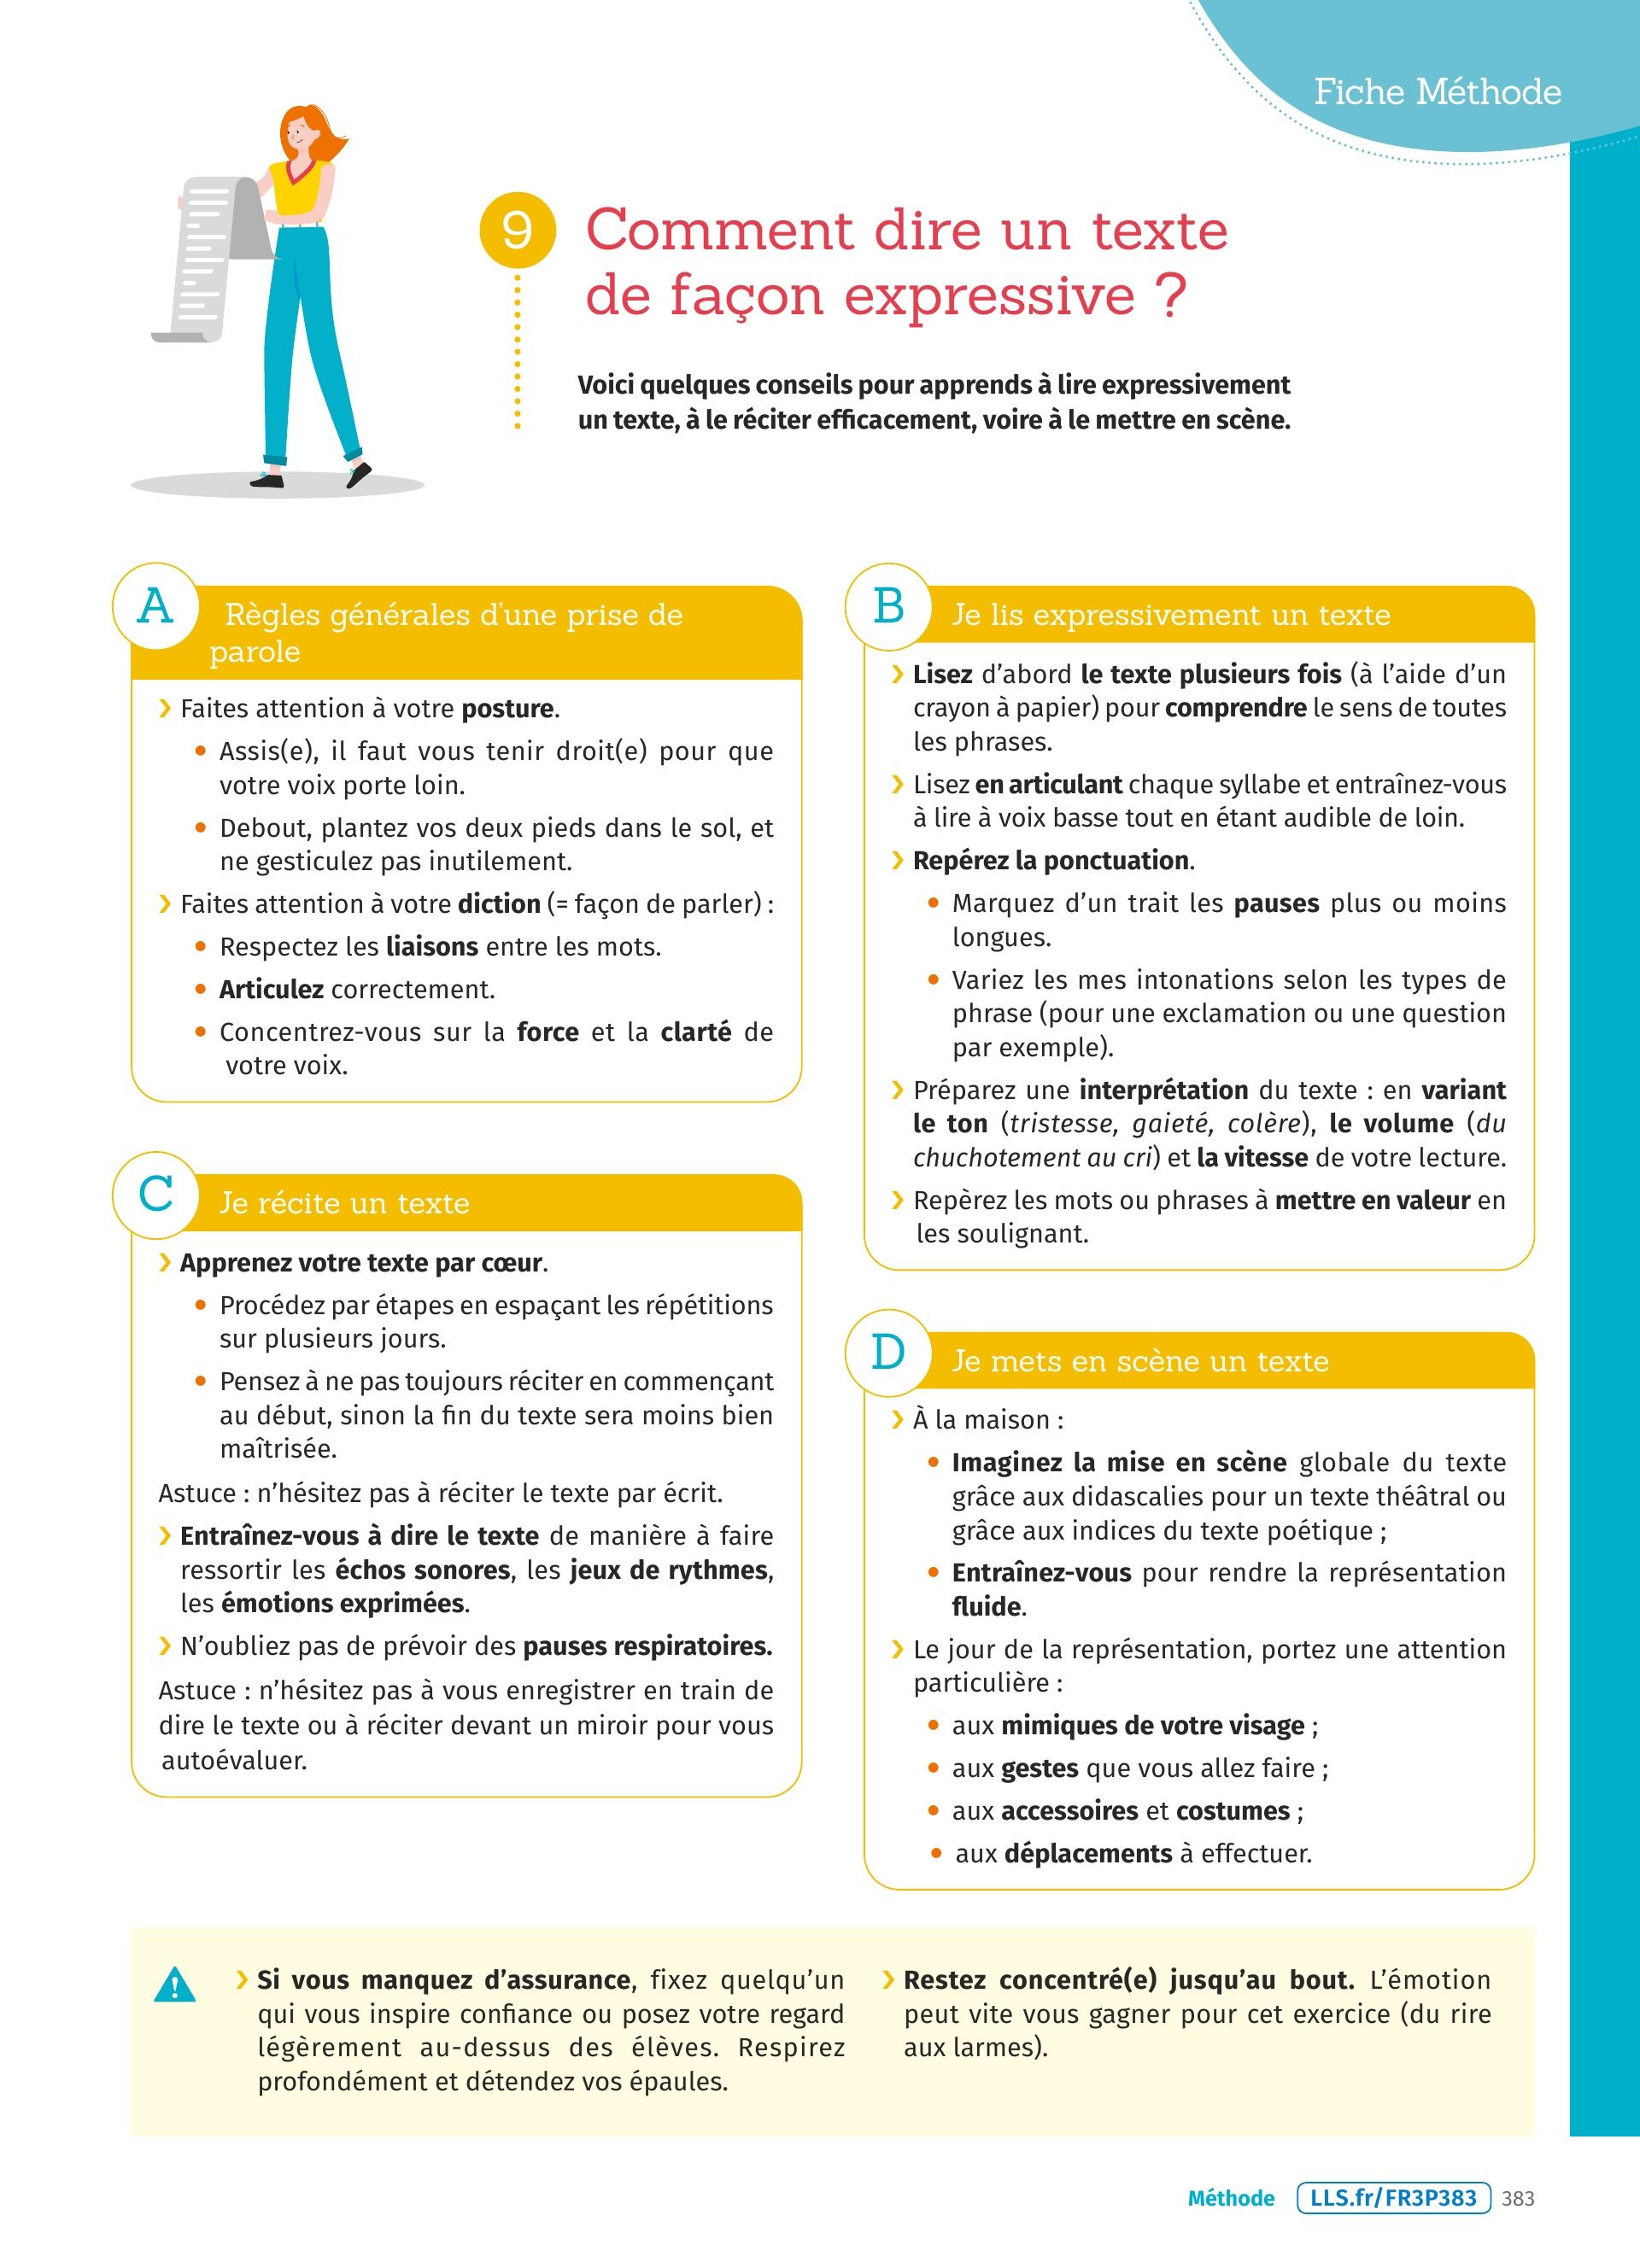 Fiche Méthode
9
Comment dire un texte
de façon expressive ?
Voici quelques conseils pour apprends à lire expressivement
un texte, à le réciter efficacement, voire à le mettre en scène.
A
Règles générales d'une prise de
parole
› Faites attention à votre posture.
• Assis(e), il faut vous tenir droit(e) pour que
votre voix porte loin.
• Debout, plantez vos deux pieds dans le sol, et
ne gesticulez pas inutilement.
› Faites attention à votre diction (= façon de parler) :
• Respectez les liaisons entre les mots.
• Articulez correctement.
• Concentrez-vous sur la force et la clarté de
votre voix.
B
Je lis expressivement un texte
› Lisez d'abord le texte plusieurs fois (à l'aide d'un
crayon à papier) pour comprendre le sens de toutes
les phrases.
› Lisez en articulant chaque syllabe et entraînez-vous
à lire à voix basse tout en étant audible de loin.
› Repérez la ponctuation.
• Marquez d'un trait les pauses plus ou moins
longues.
• Variez les mes intonations selon les types de
phrase (pour une exclamation ou une question
par exemple).
› Préparez une interprétation du texte : en variant
le ton (tristesse, gaieté, colère), le volume (du
chuchotement au cri) et la vitesse de votre lecture.
› Repèrez les mots ou phrases à mettre en valeur en
les soulignant.
C
Je récite un texte
› Apprenez votre texte par cœur.
• Procédez par étapes en espaçant les répétitions
sur plusieurs jours.
• Pensez à ne pas toujours réciter en commençant
au début, sinon la fin du texte sera moins bien
maîtrisée.
Astuce : n'hésitez pas à réciter le texte par écrit.
› Entraînez-vous à dire le texte de manière à faire
ressortir les échos sonores, les jeux de rythmes,
les émotions exprimées.
› N'oubliez pas de prévoir des pauses respiratoires.
Astuce : n'hésitez pas à vous enregistrer en train de
dire le texte ou à réciter devant un miroir pour vous
autoévaluer.
D
Je mets en scène un texte
› À la maison :
• Imaginez la mise en scène globale du texte
grâce aux didascalies pour un texte théâtral ou
grâce aux indices du texte poétique ;
• Entraînez-vous pour rendre la représentation
fluide.
› Le jour de la représentation, portez une attention
particulière :
• aux mimiques de votre visage ;
• aux gestes que vous allez faire ;
• aux accessoires et costumes ;
• aux déplacements à effectuer.
› Si vous manquez d'assurance, fixez quelqu'un
qui vous inspire confiance ou posez votre regard
légèrement au-dessus des élèves. Respirez
profondément et détendez vos épaules.
› Restez concentré(e) jusqu'au bout. L'émotion
peut vite vous gagner pour cet exercice (du rire
aux larmes).
Méthode LLS.fr/FR3P383 383